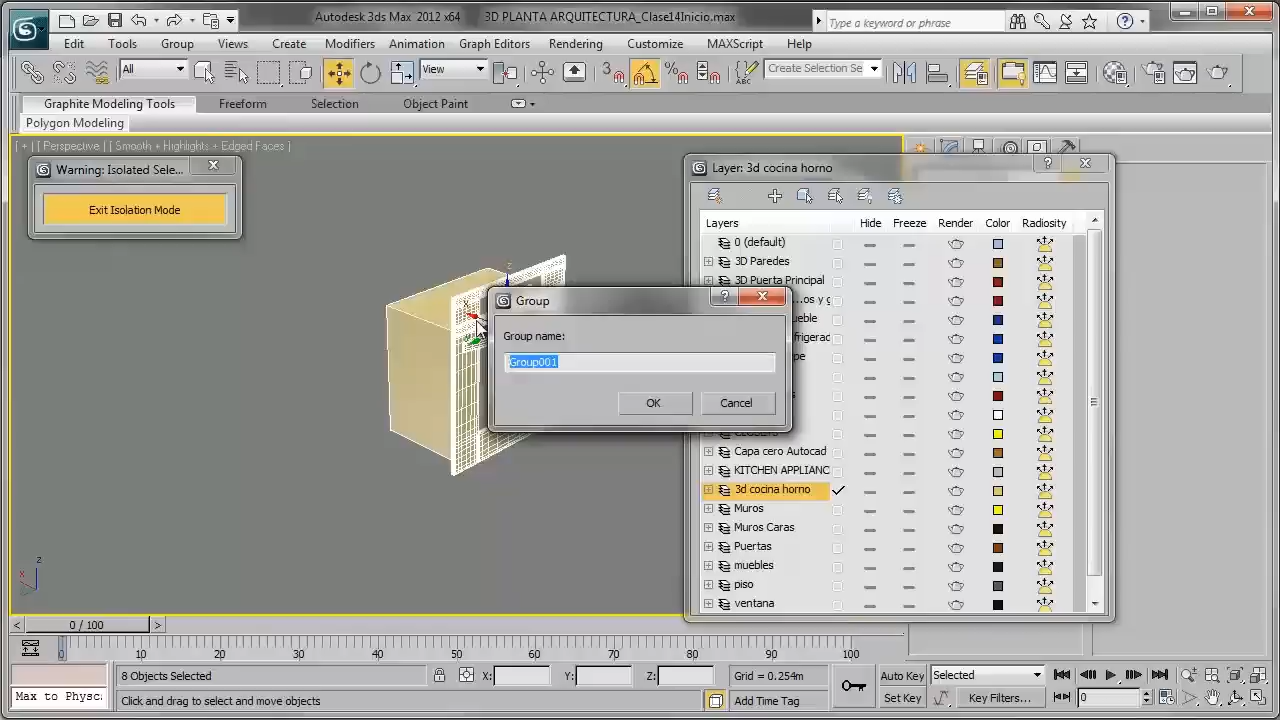 Autodesk 3ds Max 2012 x64 3D PLANTA ARQUITECTURA_Clase14Inicio.max
Type a keyword or phrase
Edit Tools Group Views Create Modifiers Animation Graph Editors Rendering Customize MAXScript Help
All View Create Selection Se
Graphite Modeling Tools Freeform Selection Object Paint
Polygon Modeling
[ + ] [ Perspective ] [ Smooth + Highlights + Edged Faces ]
Warning: Isolated Sele...
Exit Isolation Mode
Layer: 3d cocina horno
Layers Hide Freeze Render Color Radiosity
0 (default)
3D Paredes
3D Puerta Principal
...os y g
ueble
frigerad
pe
s
Capa cero Autocad
KITCHEN APPLIANC
3d cocina horno
Muros
Muros Caras
Puertas
muebles
piso
ventana
Group
Group name:
Group001
OK Cancel
z
x
z
x
0 / 100
0 10 20 30 40 50 60 70 80 90 100
8 Objects Selected X: Y: Z: Grid = 0.254m Auto Key Selected
Max to Physc: Click and drag to select and move objects Add Time Tag Set Key Key Filters... 0